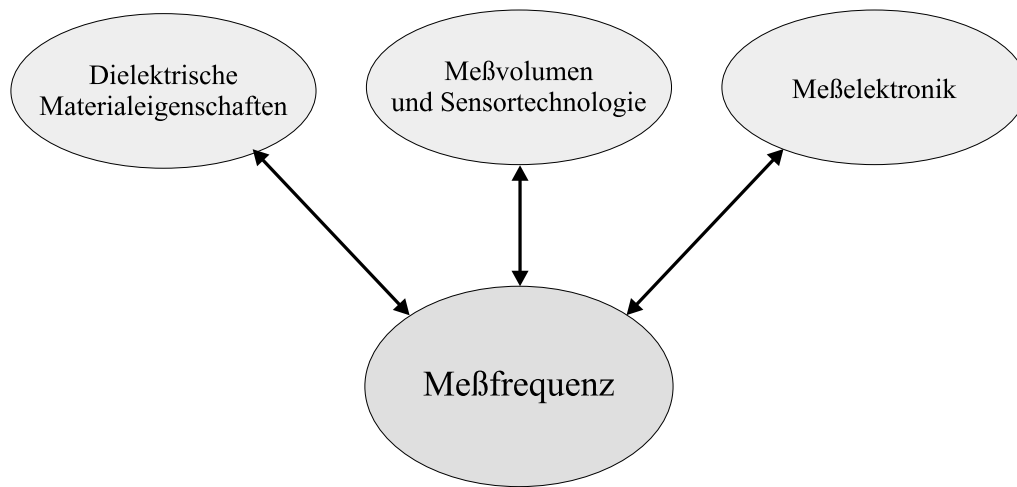 Dielektrische
Materialeigenschaften
Meßvolumen
und Sensortechnologie
Meßelektronik
Meßfrequenz